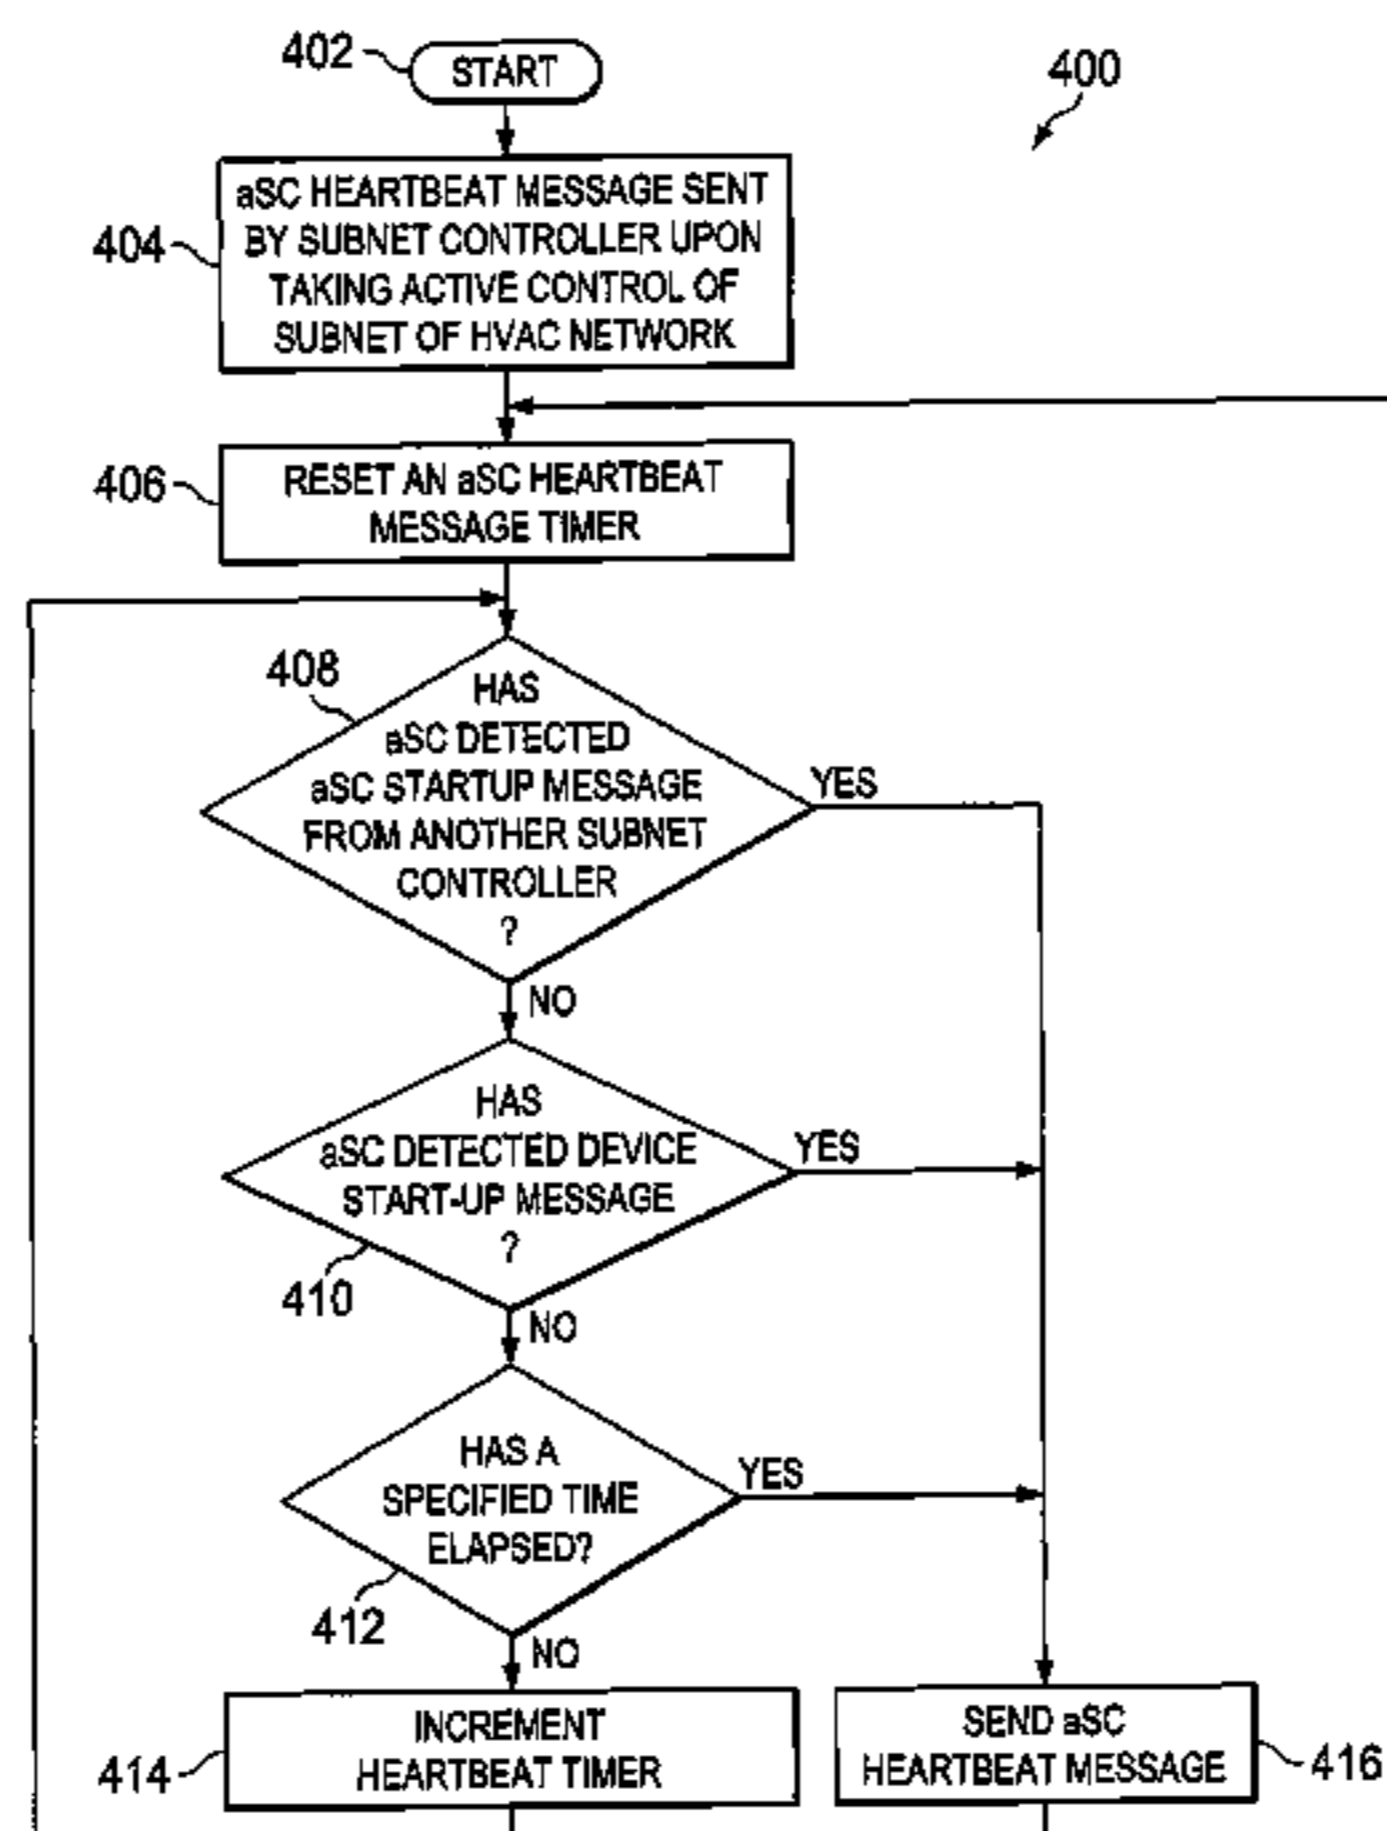 402
START
400
404
aSC HEARTBEAT MESSAGE SENT
BY SUBNET CONTROLLER UPON
TAKING ACTIVE CONTROL OF
SUBNET OF HVAC NETWORK
406
RESET AN aSC HEARTBEAT
MESSAGE TIMER
408
HAS
aSC DETECTED
aSC STARTUP MESSAGE
FROM ANOTHER SUBNET
CONTROLLER
?
YES
NO
HAS
aSC DETECTED DEVICE
START-UP MESSAGE
?
YES
410
NO
HAS A
SPECIFIED TIME
ELAPSED?
YES
412
NO
414
INCREMENT
HEARTBEAT TIMER
SEND aSC
HEARTBEAT MESSAGE
416